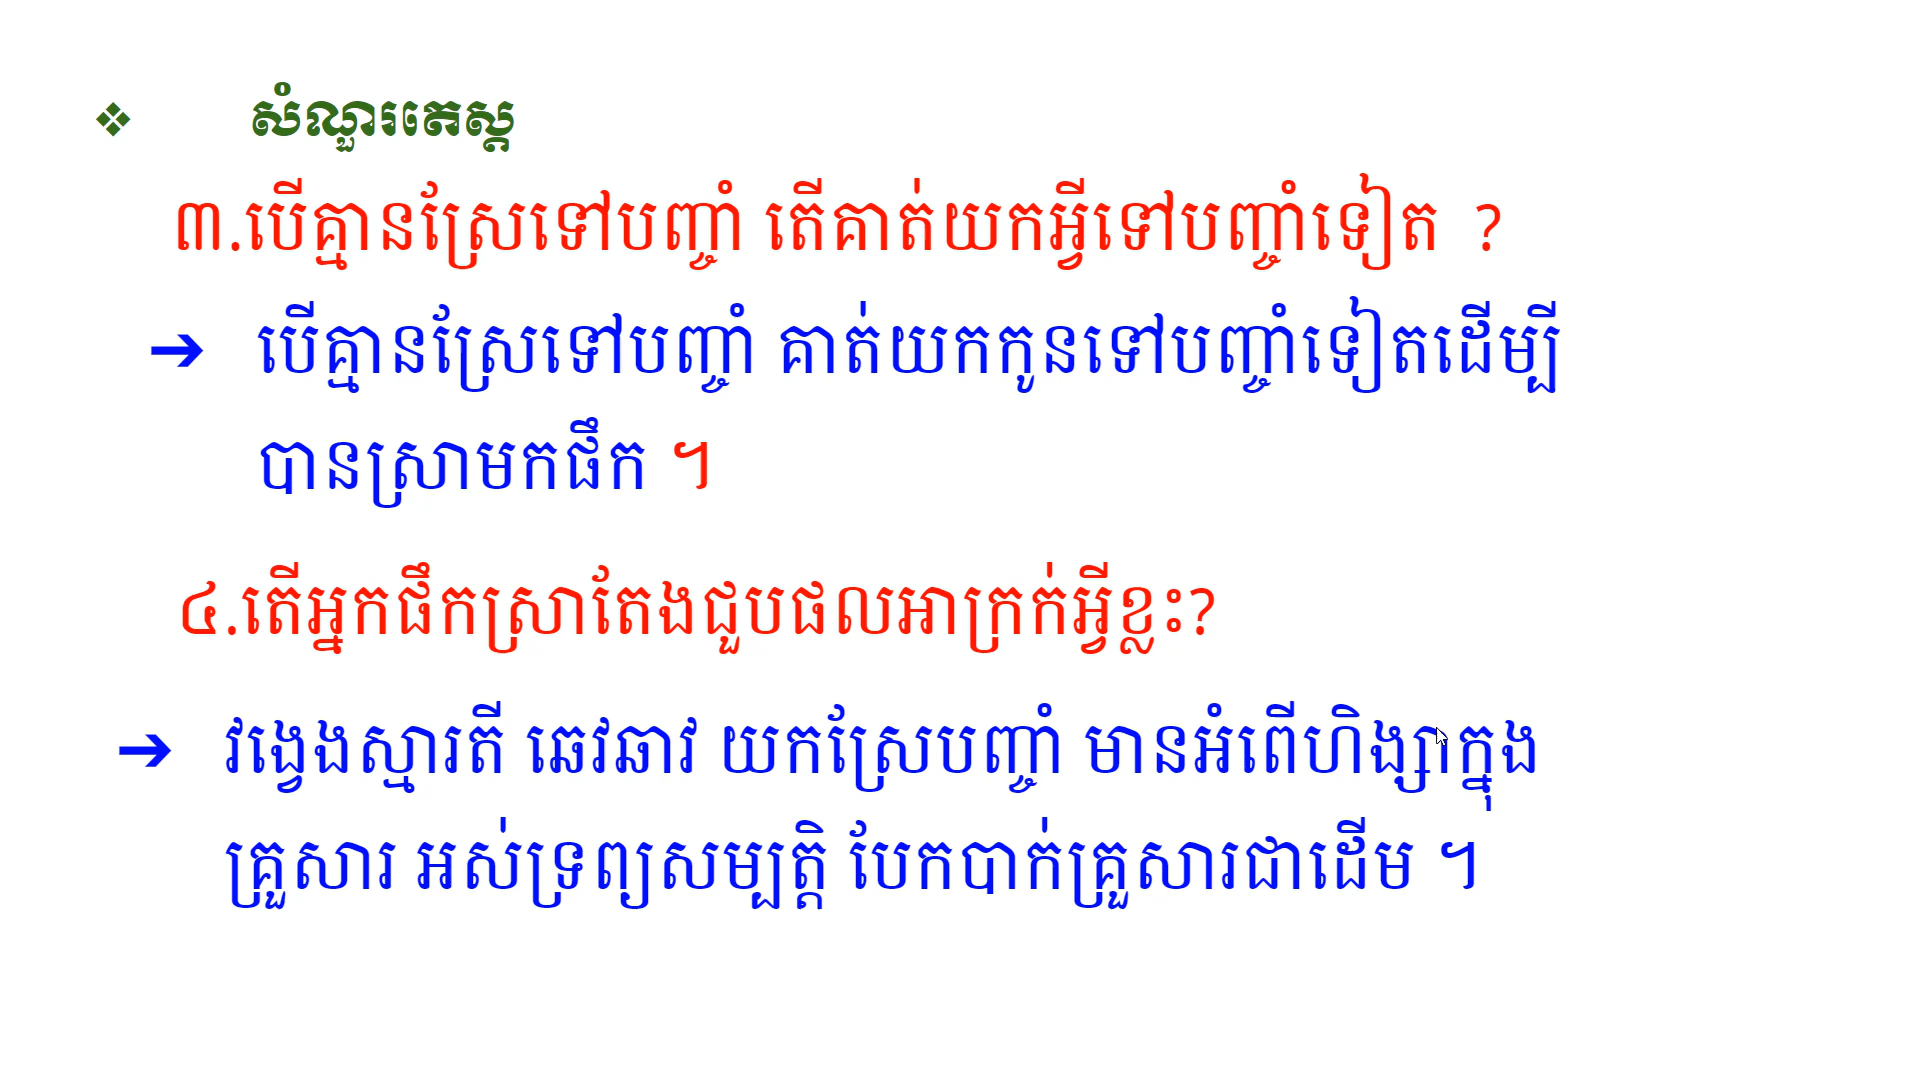 ❖ សំណួរតេស្ត
៣.បើគ្មានស្រែទៅបញ្ចាំ តើគាត់យកអ្វីទៅបញ្ចាំទៀត ?
➔ បើគ្មានស្រែទៅបញ្ចាំ គាត់យកកូនទៅបញ្ចាំទៀតដើម្បី
បានស្រាមកផឹក ។
៤.តើអ្នកផឹកស្រាតែងជួបផលអាក្រក់អ្វីខ្លះ?
➔ វង្វេងស្មារតី ឆេវឆាវ យកស្រែបញ្ចាំ មានអំពើហិង្សាក្នុង
គ្រួសារ អស់ទ្រព្យសម្បត្តិ បែកបាក់គ្រួសារជាដើម ។